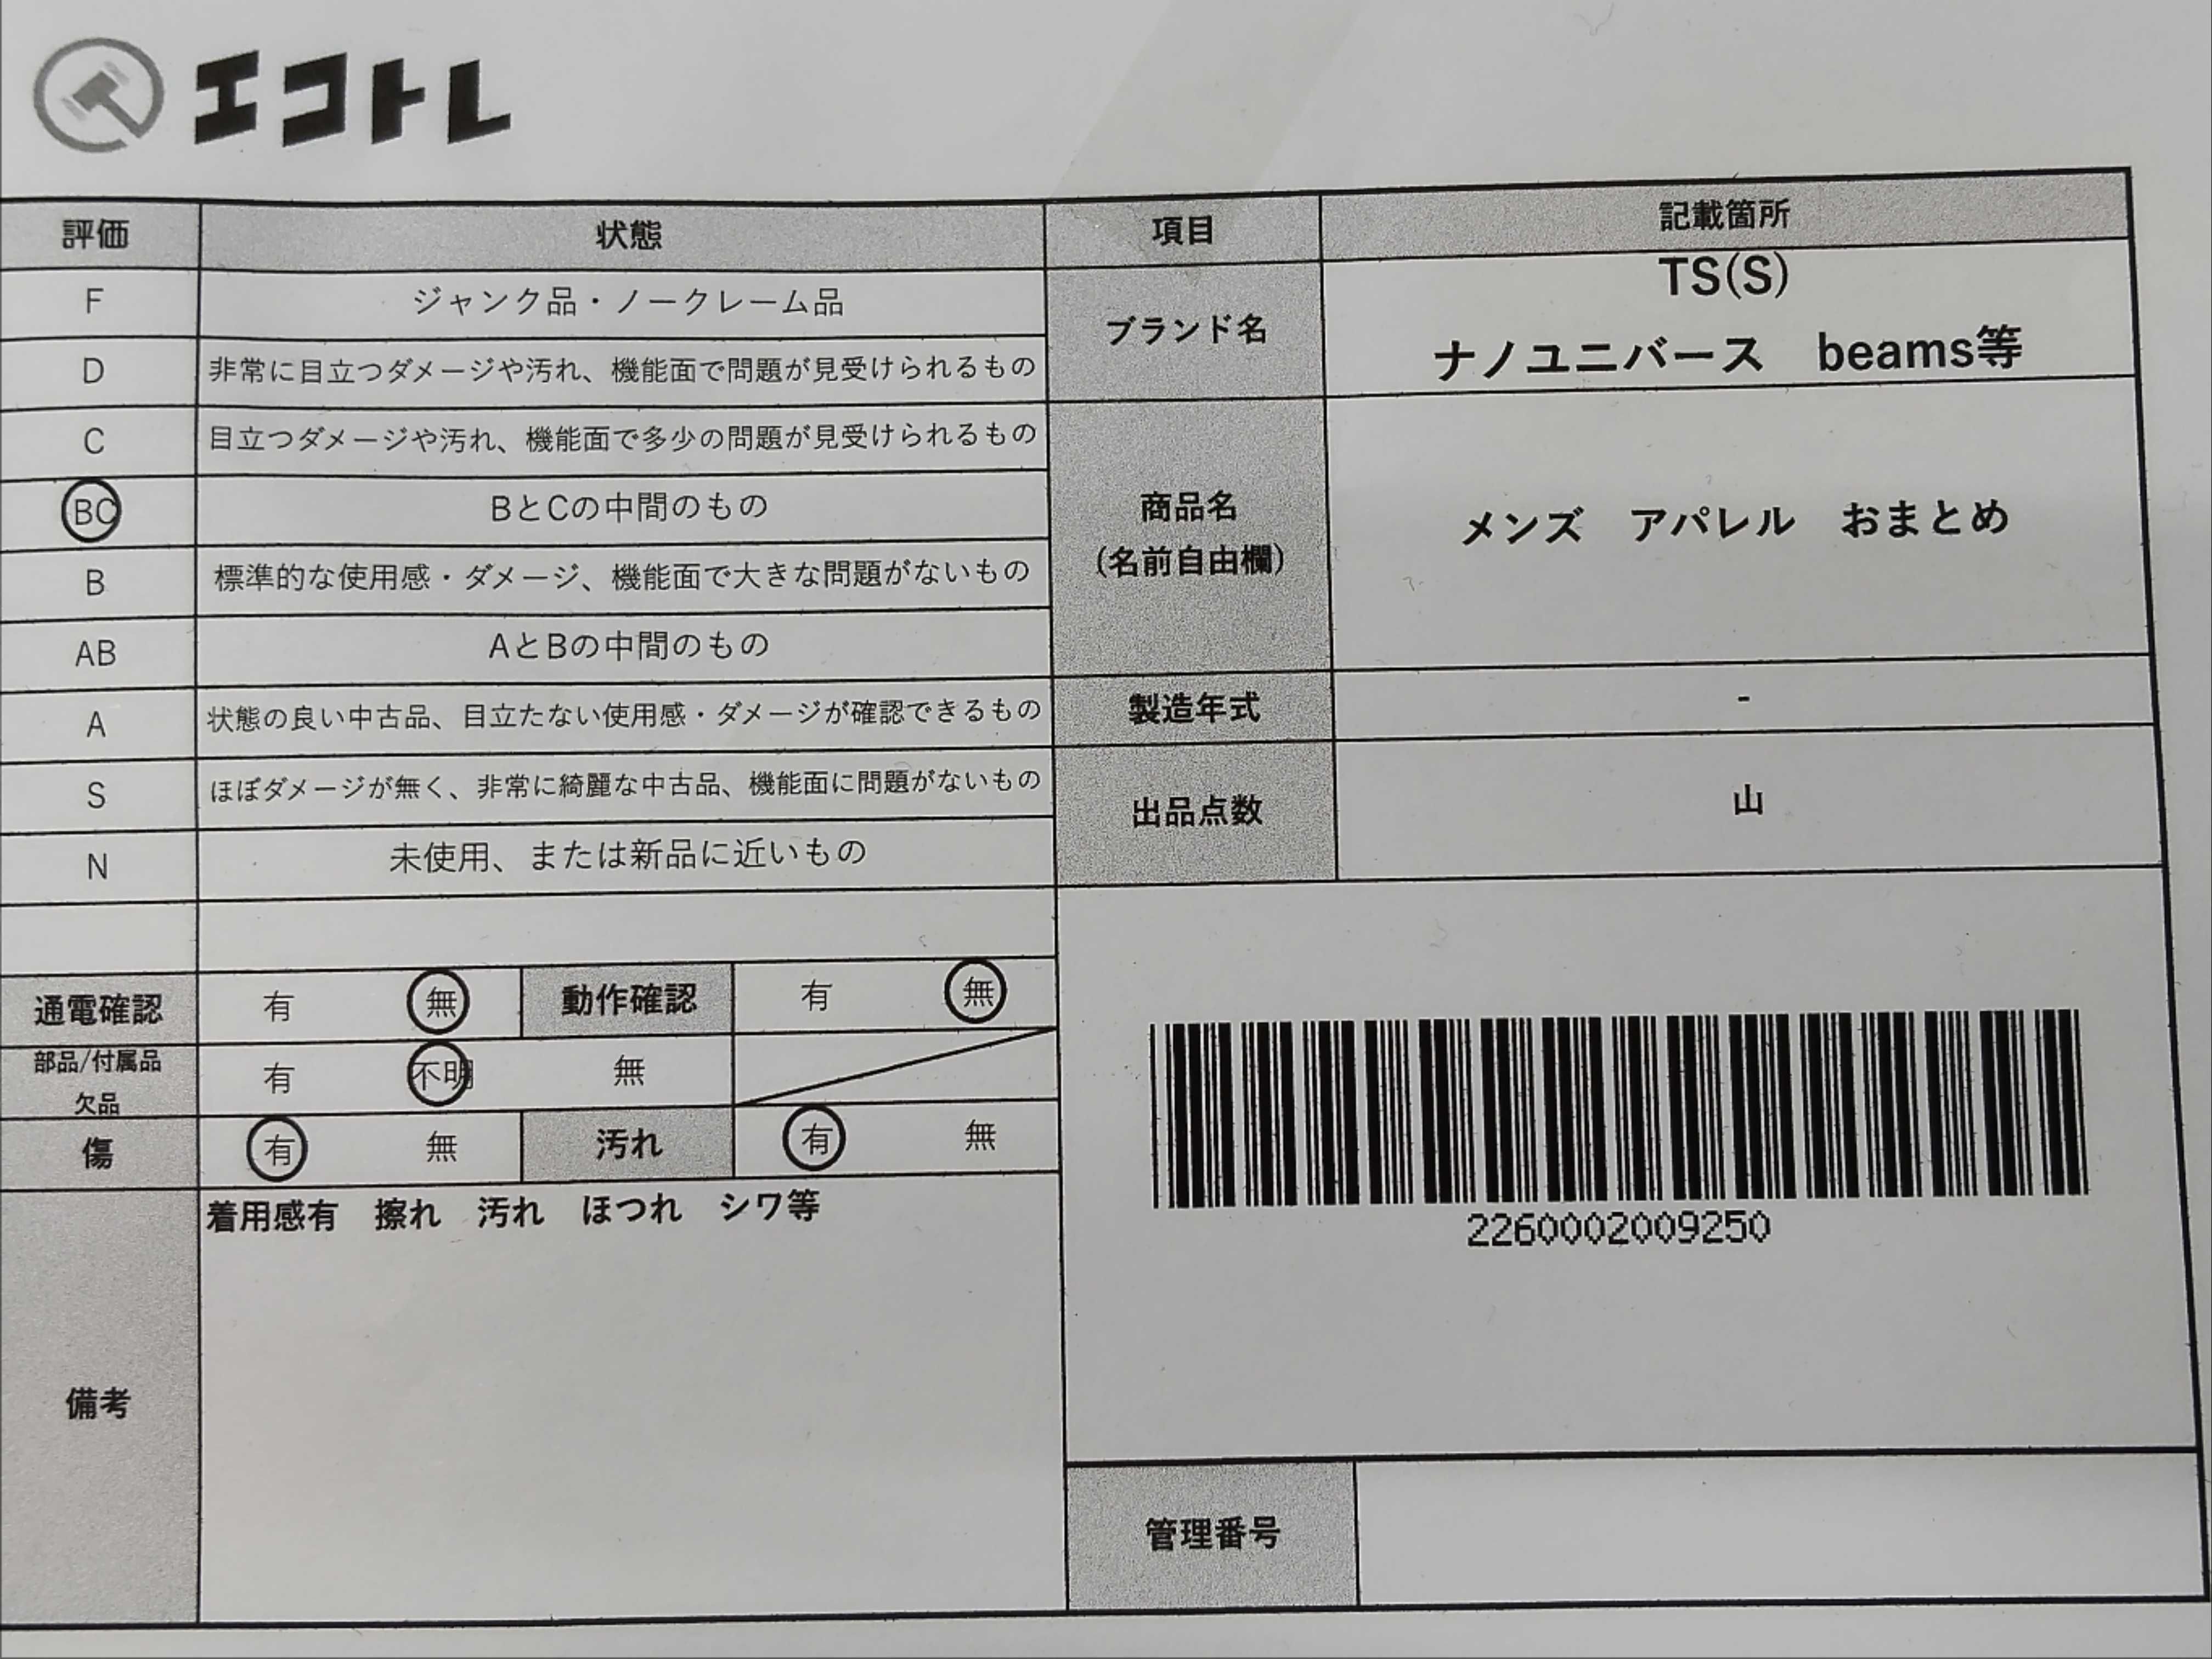 エコトレ
評価 状態 項目 記載箇所
F ジャンク品・ノークレーム品
D 非常に目立つダメージや汚れ、機能面で問題が見受けられるもの
C 目立つダメージや汚れ、機能面で多少の問題が見受けられるもの
BC BとCの中間のもの
B 標準的な使用感・ダメージ、機能面で大きな問題がないもの
AB AとBの中間のもの
A 状態の良い中古品、目立たない使用感・ダメージが確認できるもの
S ほぼダメージが無く、非常に綺麗な中古品、機能面に問題がないもの
N 未使用、または新品に近いもの
通電確認 有 無 動作確認 有 無
部品/付属品
欠品 有 不明 無
傷 有 無 汚れ 有 無
備考 着用感有 擦れ 汚れ ほつれ シワ等
ブランド名 TS(S)
ナノユニバース beams等
商品名
(名前自由欄) メンズ アパレル おまとめ
製造年式 -
出品点数 山
2260002009250
管理番号